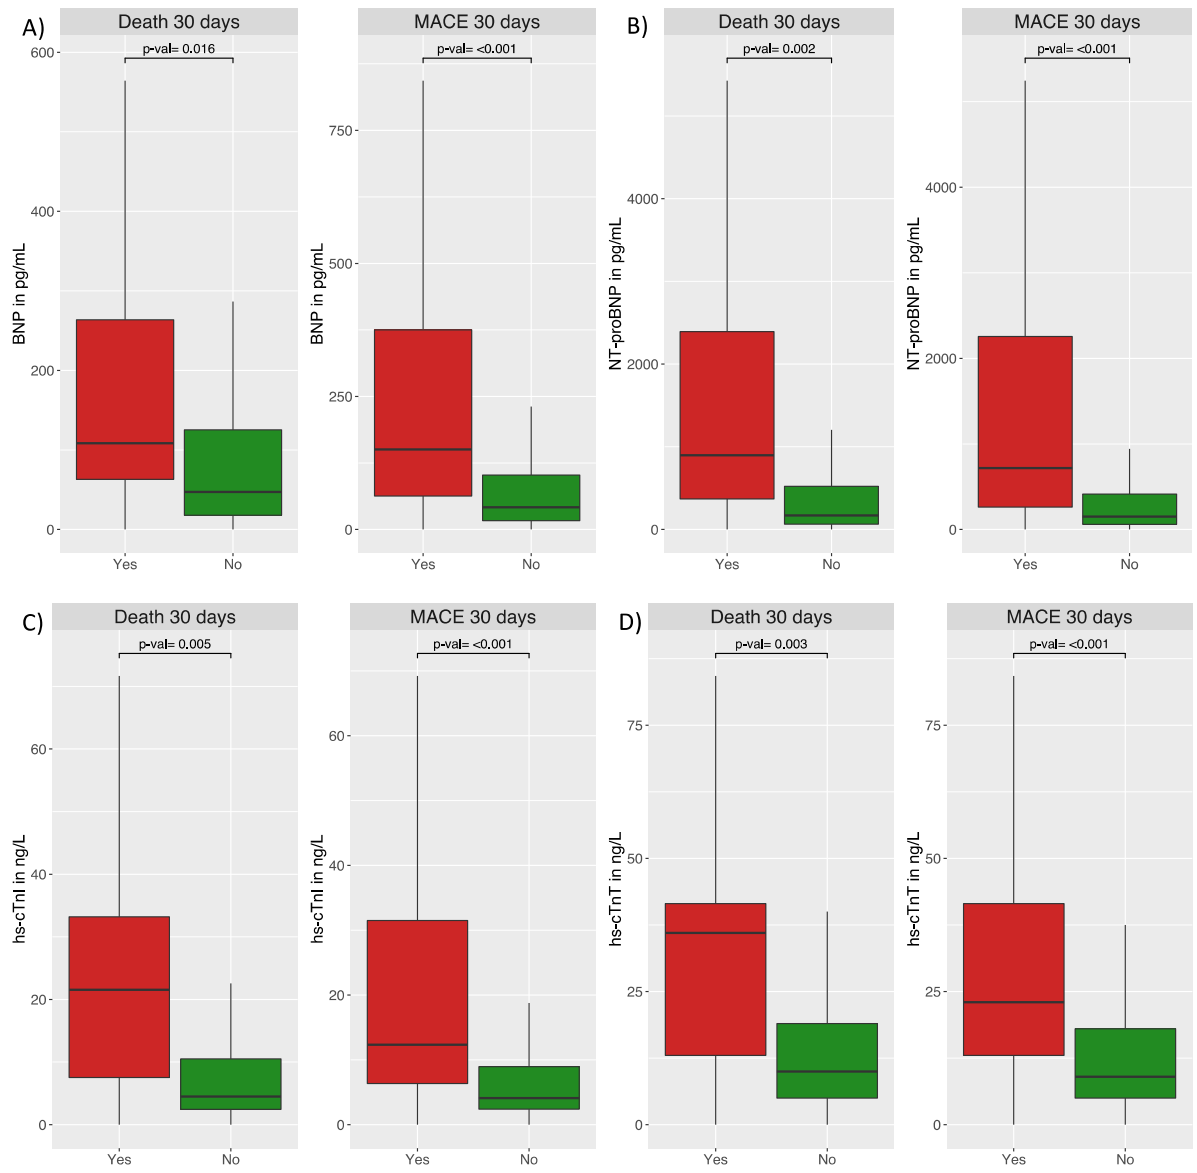 A)
Death 30 days
p-val= 0.016
BNP in pg/mL
600
400
200
0
Yes
No
MACE 30 days
p-val= <0.001
BNP in pg/mL
750
500
250
0
Yes
No
B)
Death 30 days
p-val= 0.002
NT-proBNP in pg/mL
4000
2000
0
Yes
No
MACE 30 days
p-val= <0.001
NT-proBNP in pg/mL
4000
2000
0
Yes
No
C)
Death 30 days
p-val= 0.005
hs-cTnI in ng/L
60
40
20
0
Yes
No
MACE 30 days
p-val= <0.001
hs-cTnI in ng/L
60
40
20
0
Yes
No
D)
Death 30 days
p-val= 0.003
hs-cTnT in ng/L
75
50
25
0
Yes
No
MACE 30 days
p-val= <0.001
hs-cTnT in ng/L
75
50
25
0
Yes
No